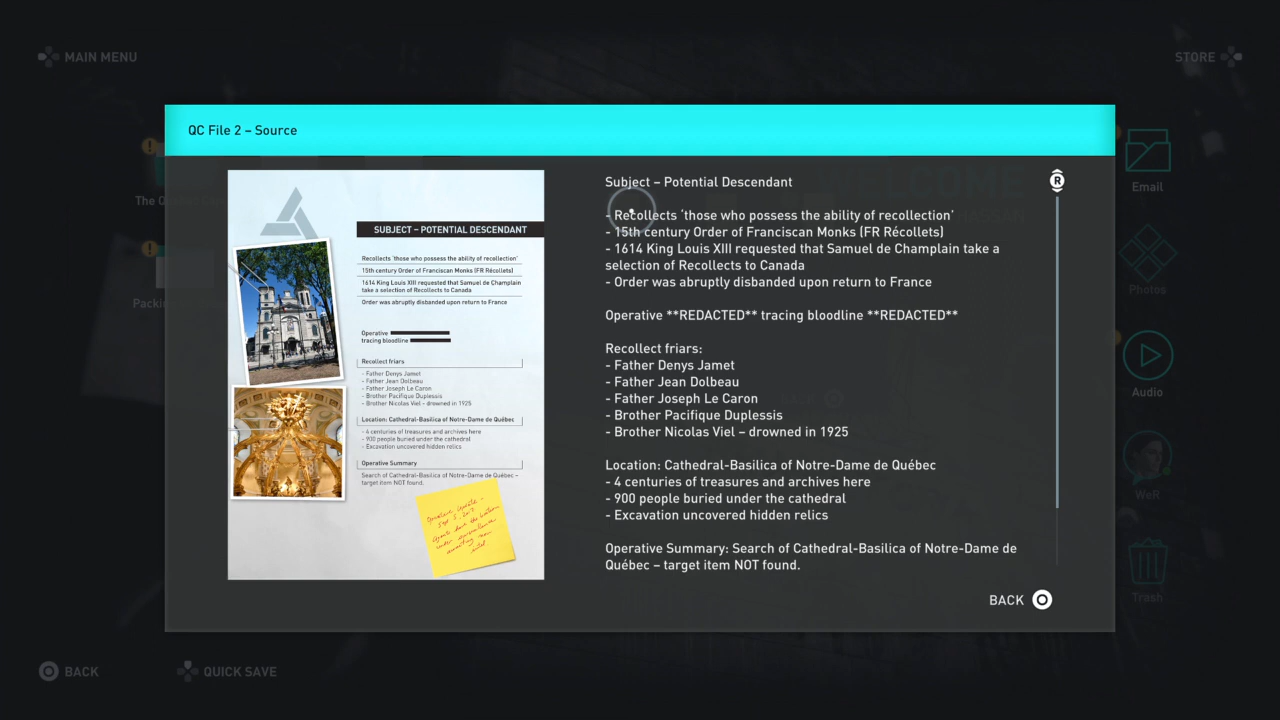 MAIN MENU
STORE
QC File 2 – Source
SUBJECT – POTENTIAL DESCENDANT
Recollects 'those who possess the ability of recollection'
15th century Order of Franciscan Monks (FR Récollets)
1614 King Louis XIII requested that Samuel de Champlain
take a selection of Recollects to Canada
Order was abruptly disbanded upon return to France
Operative
tracing bloodline
Recollect friars
- Father Denys Jamet
- Father Jean Dolbeau
- Father Joseph Le Caron
- Brother Pacifique Duplessis
- Brother Nicolas Viel - drowned in 1925
Location: Cathedral-Basilica of Notre-Dame de Québec
- 4 centuries of treasures and archives here
- 900 people buried under the cathedral
- Excavation uncovered hidden relics
Operative Summary
Search of Cathedral-Basilica of Notre-Dame de Québec –
target item NOT found.
Subject – Potential Descendant
- Recollects 'those who possess the ability of recollection'
- 15th century Order of Franciscan Monks (FR Récollets)
- 1614 King Louis XIII requested that Samuel de Champlain take a
selection of Recollects to Canada
- Order was abruptly disbanded upon return to France
Operative **REDACTED** tracing bloodline **REDACTED**
Recollect friars:
- Father Denys Jamet
- Father Jean Dolbeau
- Father Joseph Le Caron
- Brother Pacifique Duplessis
- Brother Nicolas Viel – drowned in 1925
Location: Cathedral-Basilica of Notre-Dame de Québec
- 4 centuries of treasures and archives here
- 900 people buried under the cathedral
- Excavation uncovered hidden relics
Operative Summary: Search of Cathedral-Basilica of Notre-Dame de
Québec – target item NOT found.
R
BACK
WELCOME
Email
Photos
Audio
WeR
Trash
BACK
QUICK SAVE